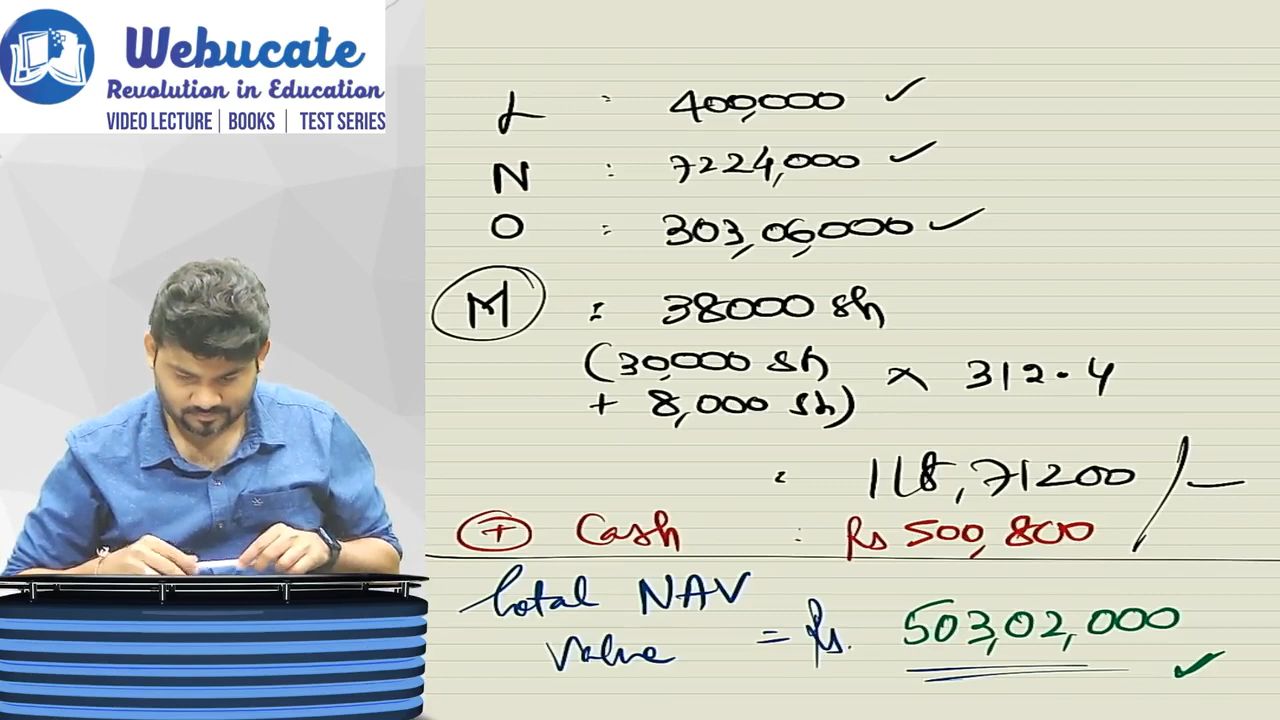 Webucate
Revolution in Education
VIDEO LECTURE | BOOKS | TEST SERIES
L : 400,000 ✓
N : 7224,000 ✓
O : 303,06,000 ✓
M : 38000 sh
(30,000 sh
+ 8,000 sh) × 312.4
= 118,71200/-
+ Cash : Rs 500,800
Total NAV
Value = Rs. 503,02,000 ✓